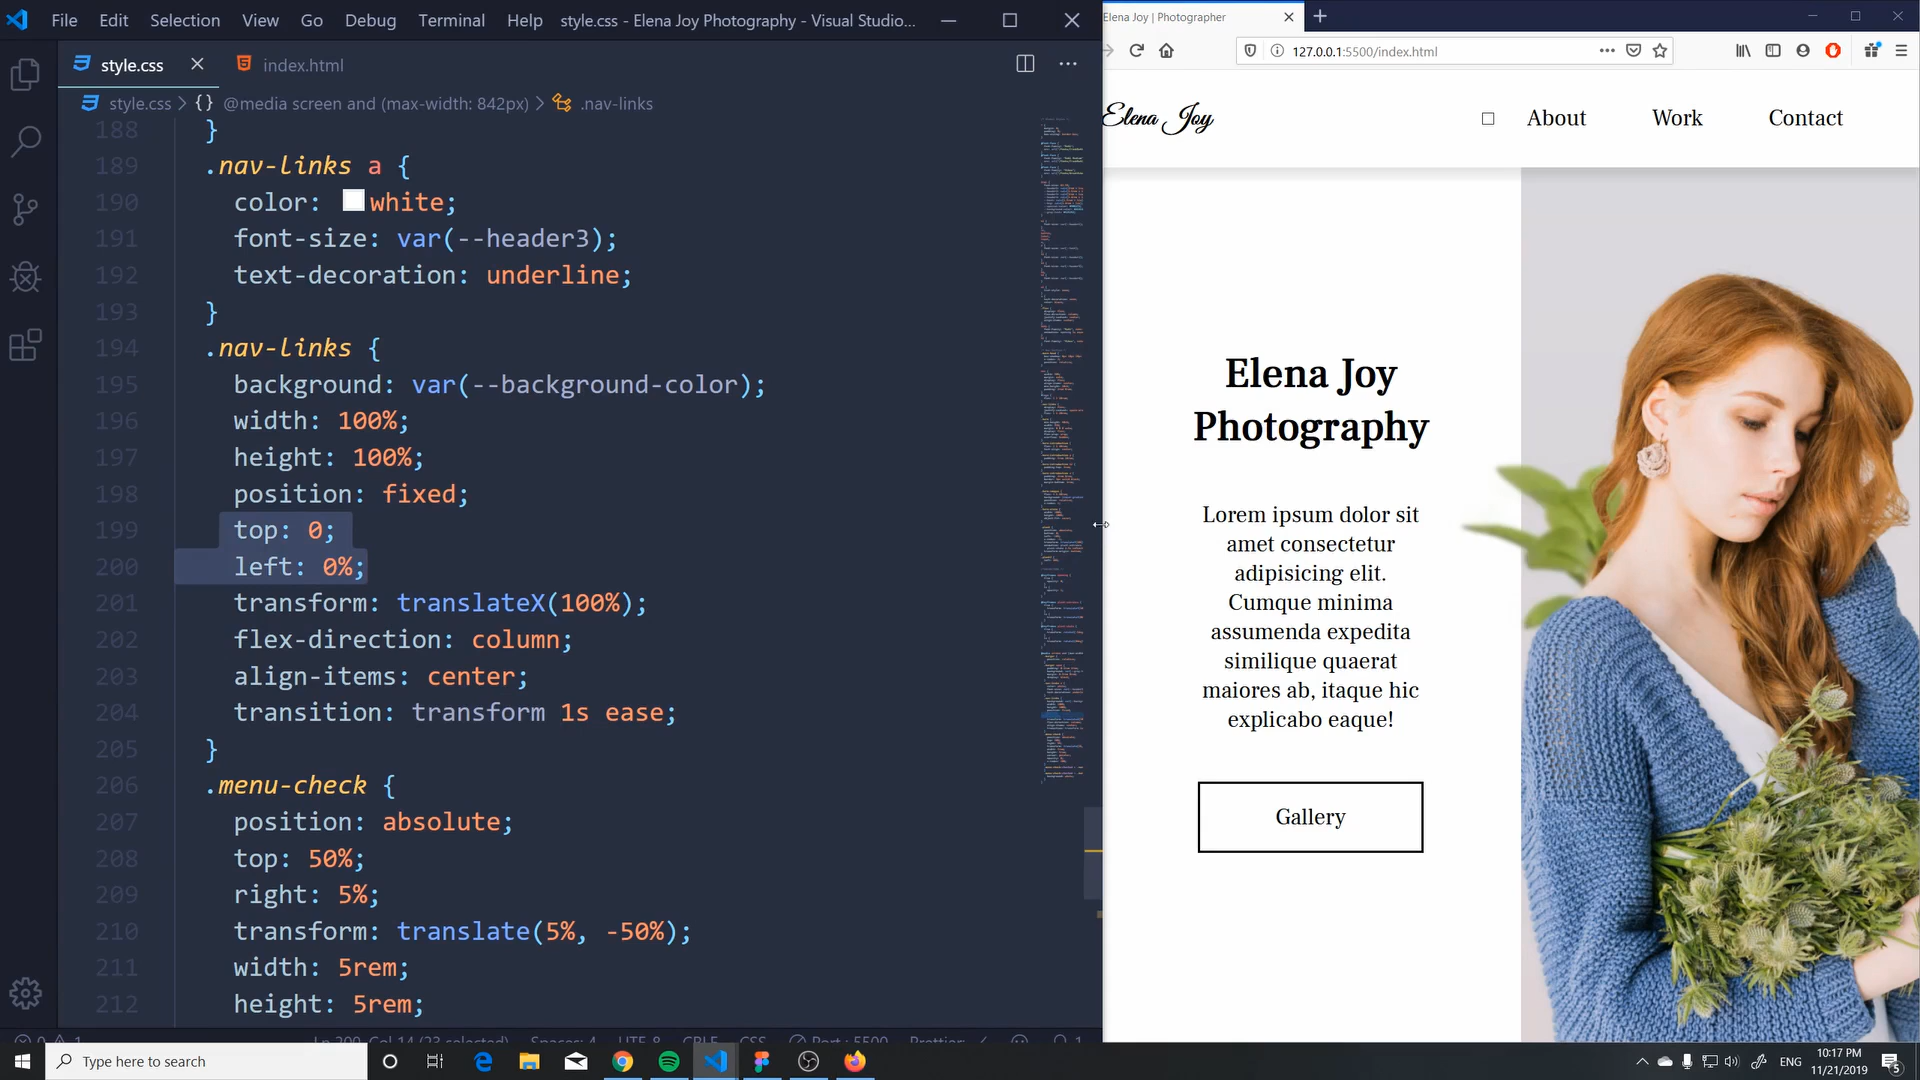 File Edit Selection View Go Debug Terminal Help style.css - Elena Joy Photography - Visual Studio...
style.css
index.html
style.css > {} @media screen and (max-width: 842px) > .nav-links
188 }
189 .nav-links a {
190 color: white;
191 font-size: var(--header3);
192 text-decoration: underline;
193 }
194 .nav-links {
195 background: var(--background-color);
196 width: 100%;
197 height: 100%;
198 position: fixed;
199 top: 0;
200 left: 0%;
201 transform: translateX(100%);
202 flex-direction: column;
203 align-items: center;
204 transition: transform 1s ease;
205 }
206 .menu-check {
207 position: absolute;
208 top: 50%;
209 right: 5%;
210 transform: translate(5%, -50%);
211 width: 5rem;
212 height: 5rem;
Elena Joy | Photographer
127.0.0.1:5500/index.html
Elena Joy
About Work Contact
Elena Joy
Photography
Lorem ipsum dolor sit
amet consectetur
adipisicing elit.
Cumque minima
assumenda expedita
similique quaerat
maiores ab, itaque hic
explicabo eaque!
Gallery
Type here to search
ENG
10:17 PM
11/21/2019
5